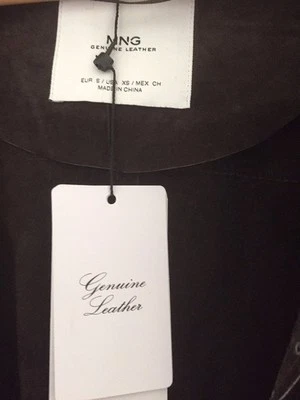 MNG
GENUINE LEATHER
EUR S / USA XS / MEX CH
MADE IN CHINA
Genuine
Leather